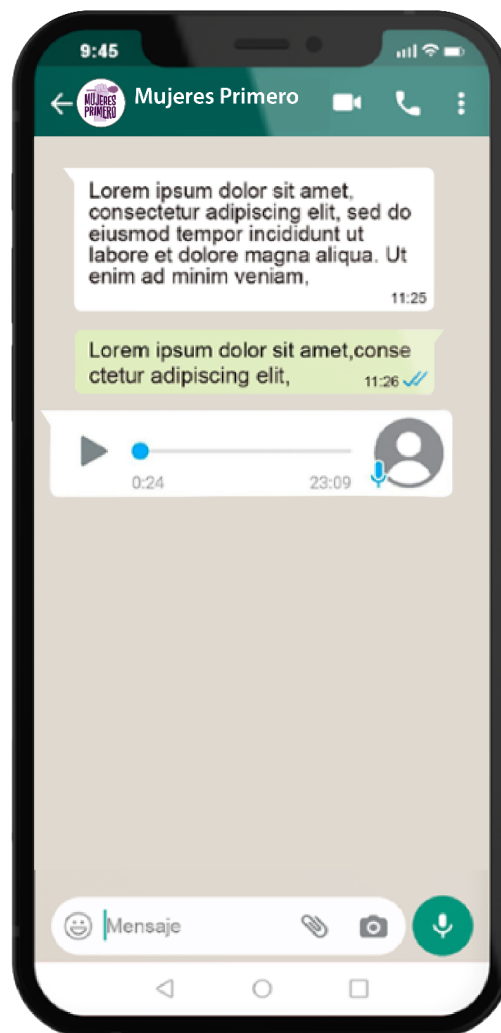 9:45
MUJERES
PRIMERO
Mujeres Primero
Lorem ipsum dolor sit amet,
consectetur adipiscing elit, sed do
eiusmod tempor incididunt ut
labore et dolore magna aliqua. Ut
enim ad minim veniam,
11:25
Lorem ipsum dolor sit amet,conse
ctetur adipiscing elit,
11:26
0:24
23:09
Mensaje